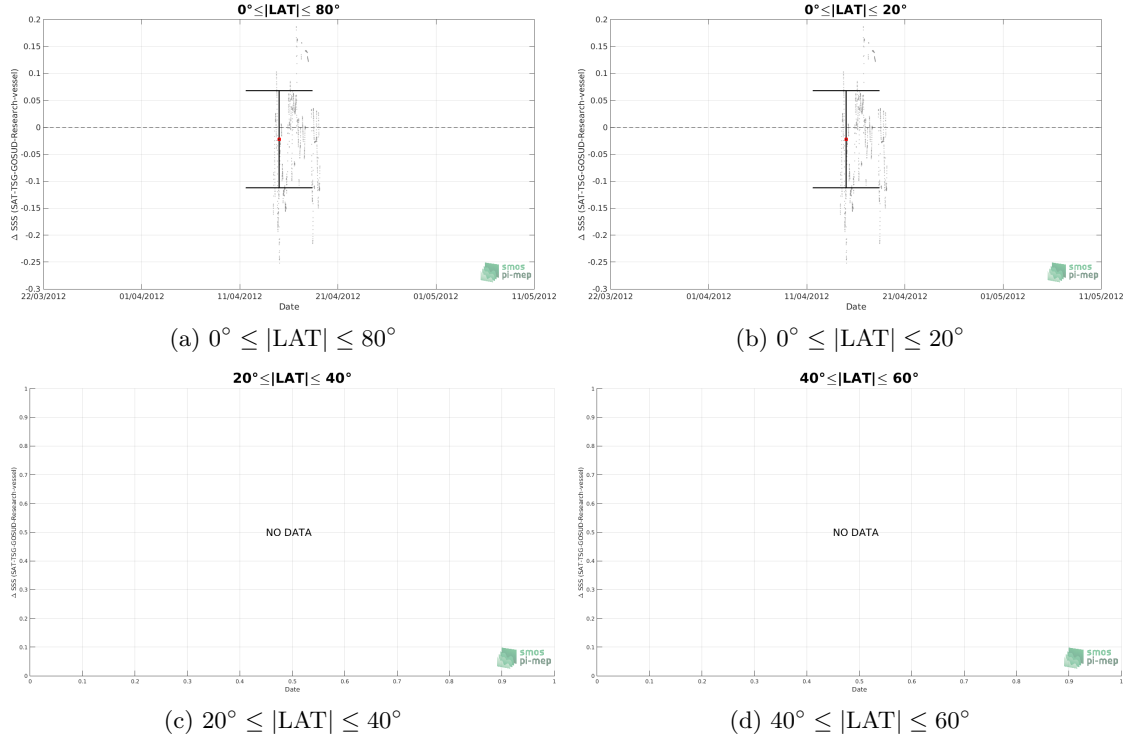 0°≤|LAT|≤ 80°
Δ SSS (SAT-TSG-GOSUD-Research-vessel)
0.2
0.15
0.1
0.05
0
-0.05
-0.1
-0.15
-0.2
-0.25
-0.3
22/03/2012 01/04/2012 11/04/2012 21/04/2012 01/05/2012 11/05/2012
Date
smos
pi-mep
(a) 0° ≤ |LAT| ≤ 80°
0°≤|LAT|≤ 20°
Δ SSS (SAT-TSG-GOSUD-Research-vessel)
0.2
0.15
0.1
0.05
0
-0.05
-0.1
-0.15
-0.2
-0.25
-0.3
22/03/2012 01/04/2012 11/04/2012 21/04/2012 01/05/2012 11/05/2012
Date
smos
pi-mep
(b) 0° ≤ |LAT| ≤ 20°
20°≤|LAT|≤ 40°
Δ SSS (SAT-TSG-GOSUD-Research-vessel)
1
0.9
0.8
0.7
0.6
0.5
0.4
0.3
0.2
0.1
0
NO DATA
0 0.1 0.2 0.3 0.4 0.5 0.6 0.7 0.8 0.9 1
Date
smos
pi-mep
(c) 20° ≤ |LAT| ≤ 40°
40°≤|LAT|≤ 60°
Δ SSS (SAT-TSG-GOSUD-Research-vessel)
1
0.9
0.8
0.7
0.6
0.5
0.4
0.3
0.2
0.1
0
NO DATA
0 0.1 0.2 0.3 0.4 0.5 0.6 0.7 0.8 0.9 1
Date
smos
pi-mep
(d) 40° ≤ |LAT| ≤ 60°